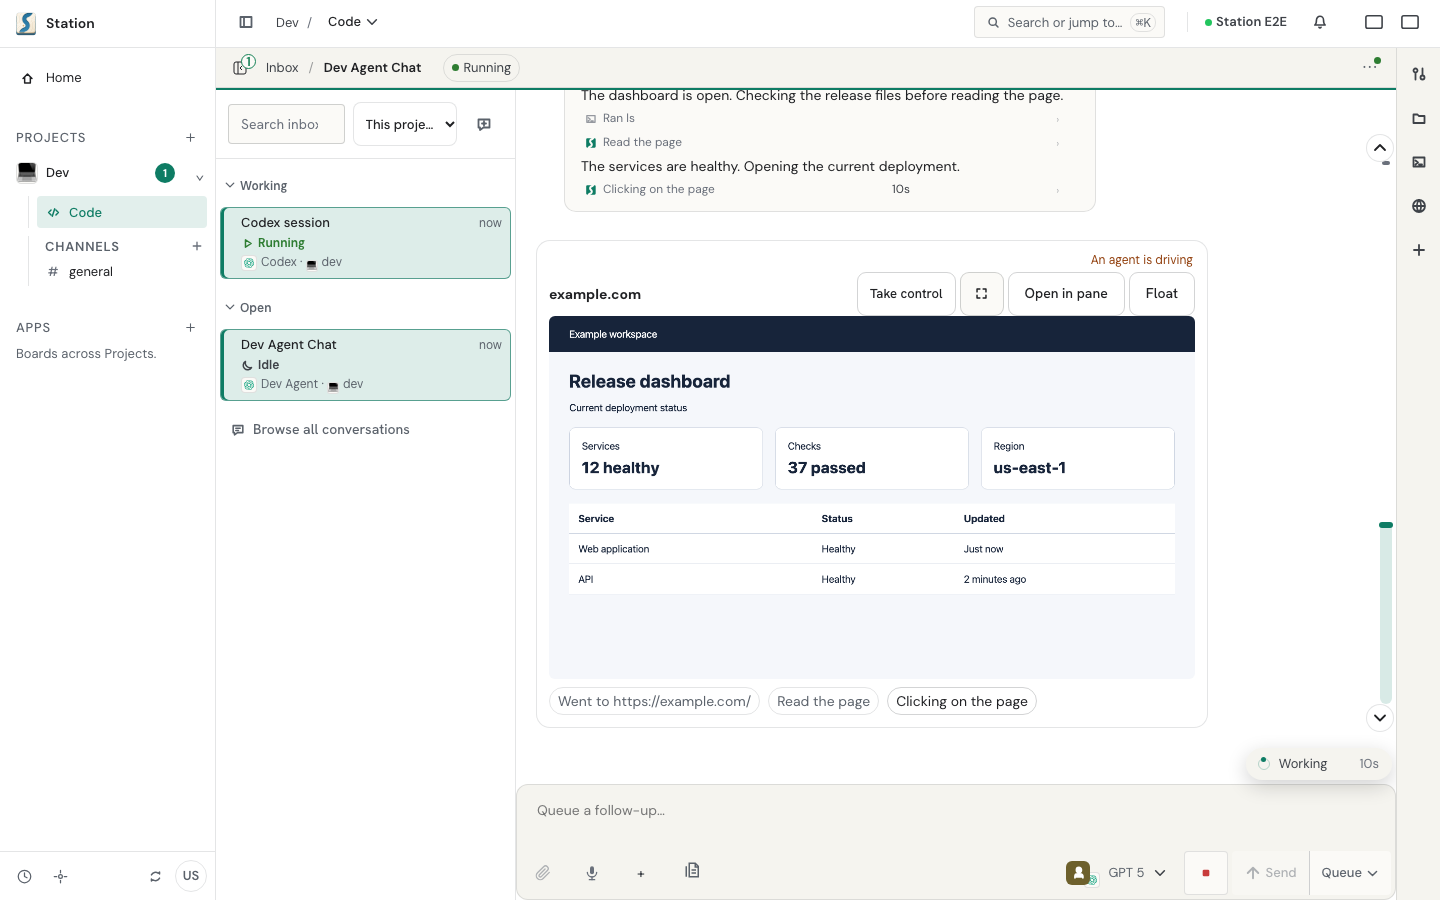 Station
Dev / Code
Search or jump to... ⌘K
Station E2E
Home
PROJECTS
Dev 1
Code
CHANNELS
# general
APPS
Boards across Projects.
US
1
Inbox / Dev Agent Chat
Running
Search inbox
This proje...
Working
Codex session now
Running
Codex · dev
Open
Dev Agent Chat now
Idle
Dev Agent · dev
Browse all conversations
The dashboard is open. Checking the release files before reading the page.
Ran ls
Read the page
The services are healthy. Opening the current deployment.
Clicking on the page 10s
An agent is driving
example.com
Take control
Open in pane
Float
Example workspace
Release dashboard
Current deployment status
Services
12 healthy
Checks
37 passed
Region
us-east-1
Service Status Updated
Web application Healthy Just now
API Healthy 2 minutes ago
Went to https://example.com/
Read the page
Clicking on the page
Working 10s
Queue a follow-up...
GPT 5
Send
Queue